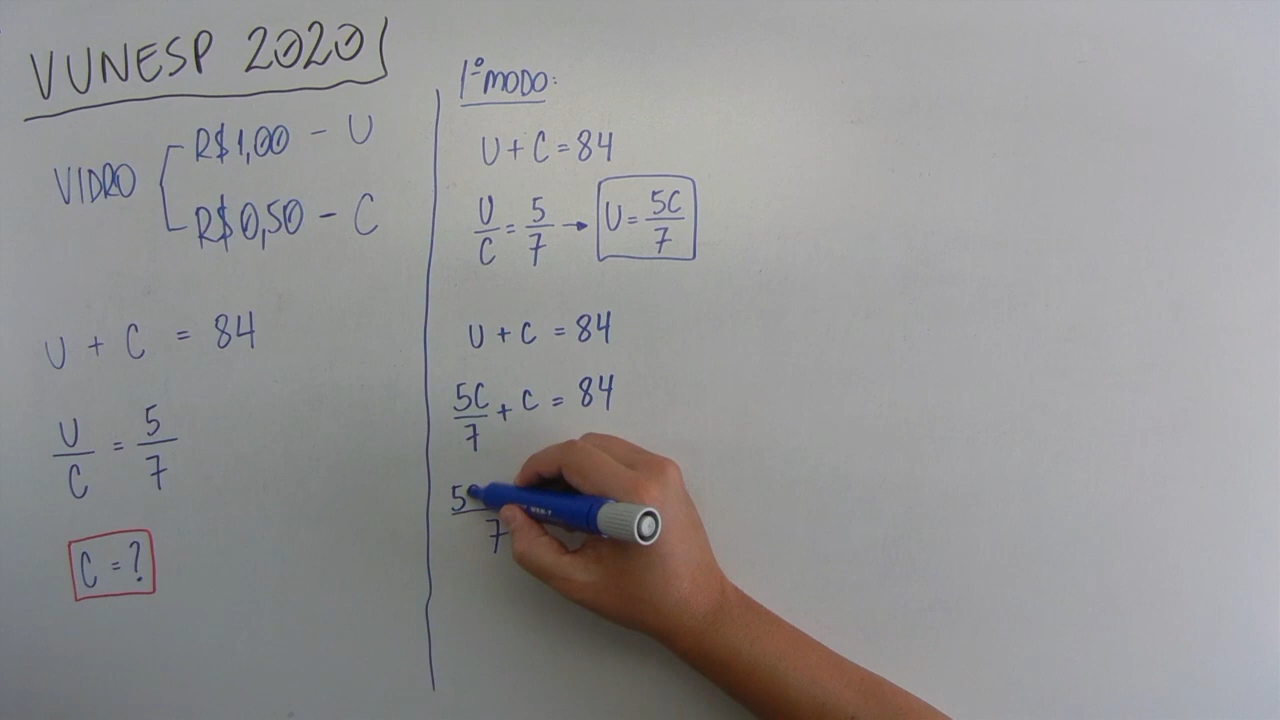 VUNESP 2020
VIDRO
R$1,00 - U
R$0,50 - C
U + C = 84
U/C = 5/7
C = ?
1º MODO:
U + C = 84
U/C = 5/7 → U = 5C/7
U + C = 84
5C/7 + C = 84
5
7